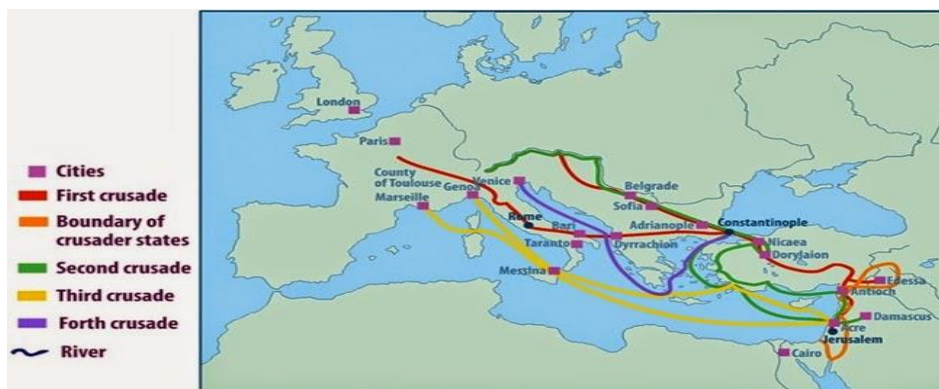 Cities
First crusade
Boundary of
crusader states
Second crusade
Third crusade
Forth crusade
River
London
Paris
County
of Toulouse
Marseille
Genoa
Venice
Rome
Bari
Taranto
Messina
Belgrade
Sofia
Adrianople
Dyrrachion
Constantinople
Nicaea
Dorylaion
Edessa
Antioch
Damascus
Acre
Jerusalem
Cairo